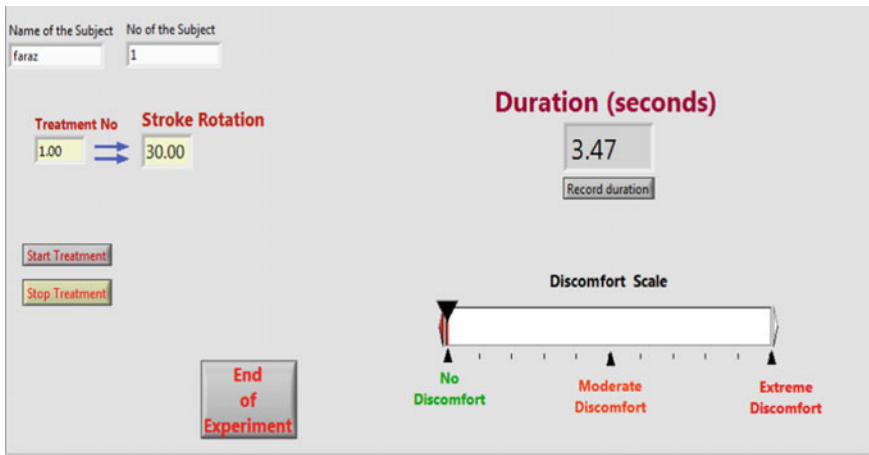 Name of the Subject No of the Subject
faraz 1
Treatment No Stroke Rotation
1.00 30.00
Duration (seconds)
3.47
Record duration
Start Treatment
Stop Treatment
Discomfort Scale
No
Discomfort
Moderate
Discomfort
Extreme
Discomfort
End
of
Experiment